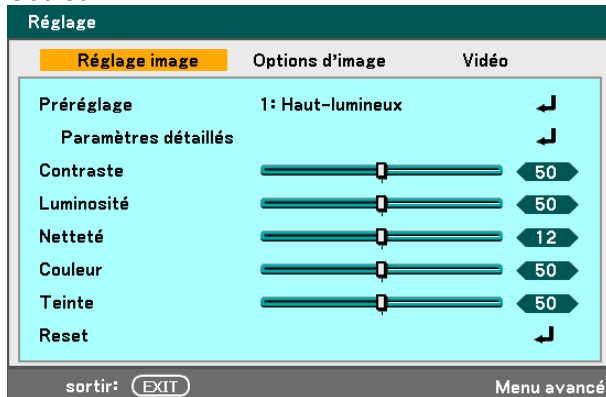 Réglage
Réglage image Options d'image Vidéo
Préréglage 1: Haut-lumineux
Paramètres détaillés
Contraste 50
Luminosité 50
Netteté 12
Couleur 50
Teinte 50
Reset
sortir: EXIT Menu avancé